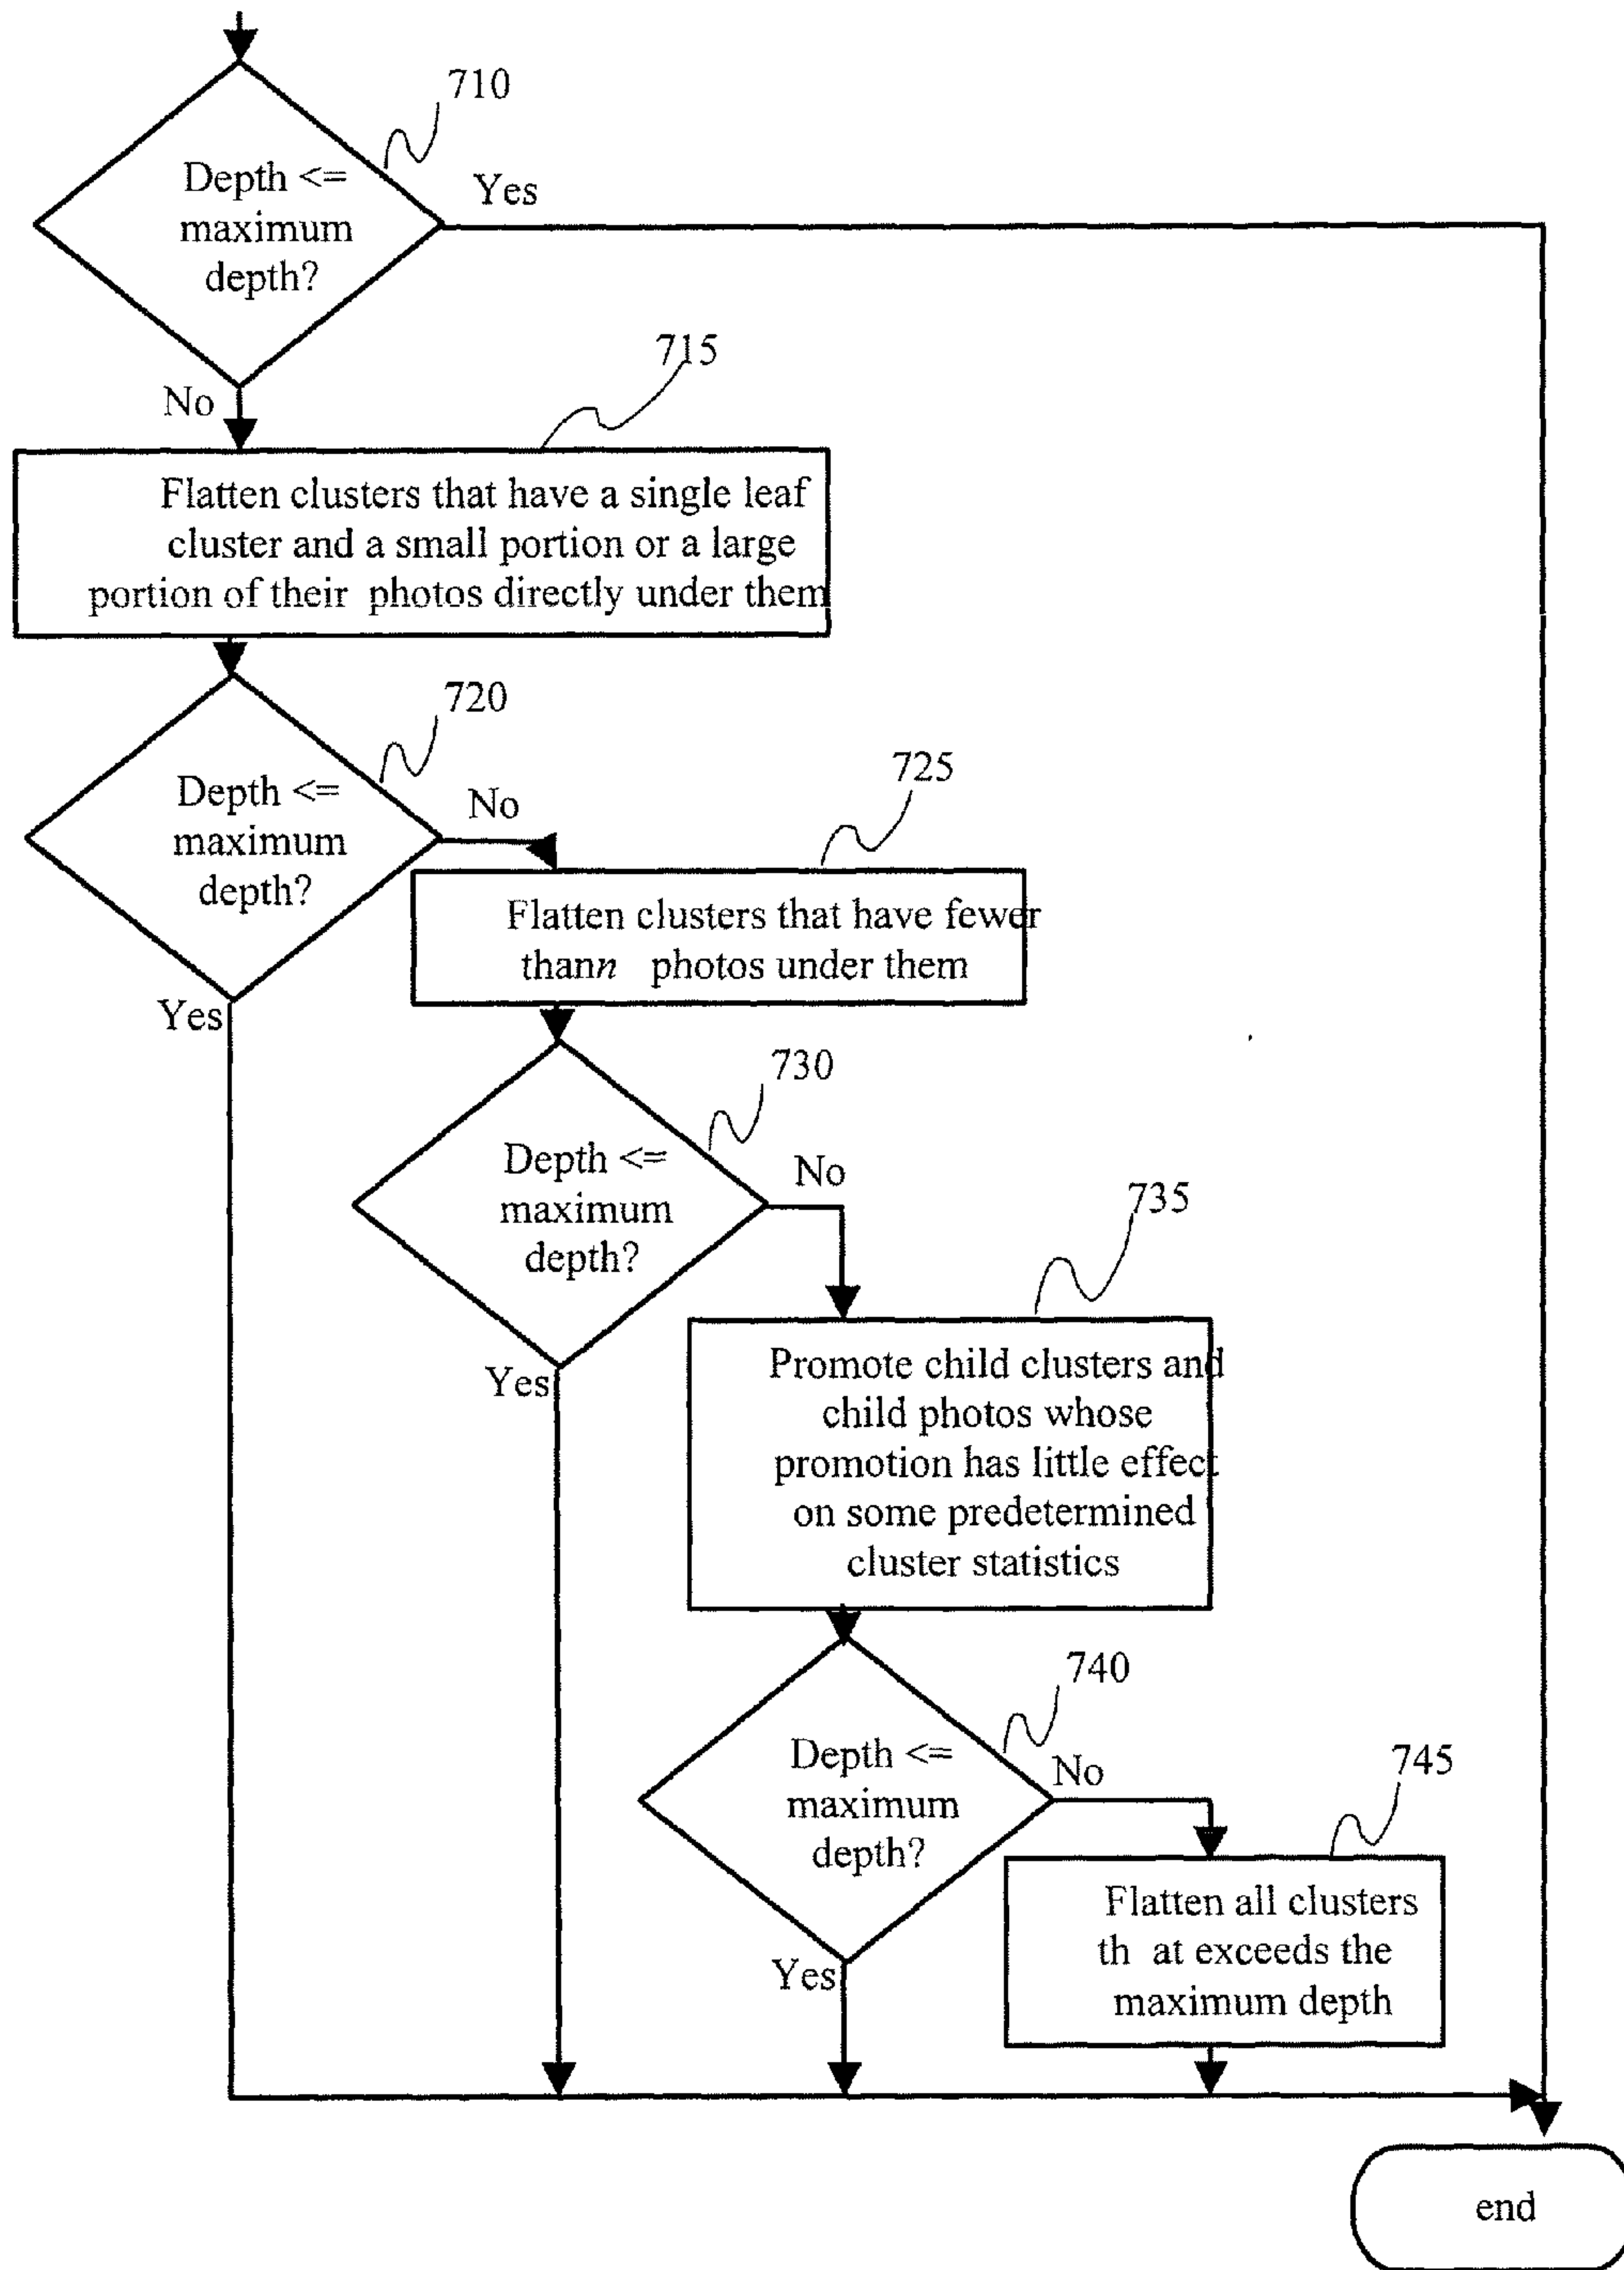 710
Depth <=
maximum
depth?
Yes
No
715
Flatten clusters that have a single leaf
cluster and a small portion or a large
portion of their photos directly under them
720
Depth <=
maximum
depth?
No
Yes
725
Flatten clusters that have fewer
thann photos under them
730
Depth <=
maximum
depth?
No
Yes
735
Promote child clusters and
child photos whose
promotion has little effect
on some predetermined
cluster statistics
740
Depth <=
maximum
depth?
No
Yes
745
Flatten all clusters
th at exceeds the
maximum depth
end